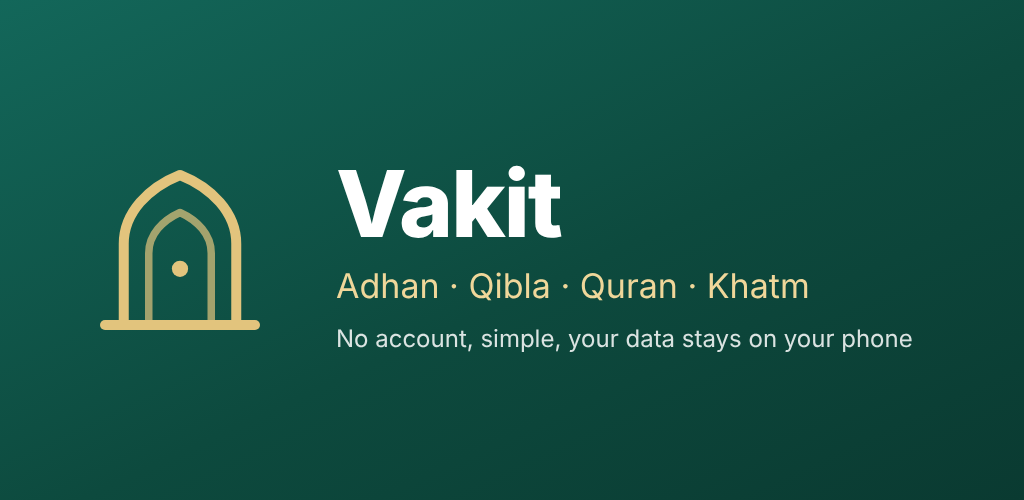 Vakit
Adhan · Qibla · Quran · Khatm
No account, simple, your data stays on your phone